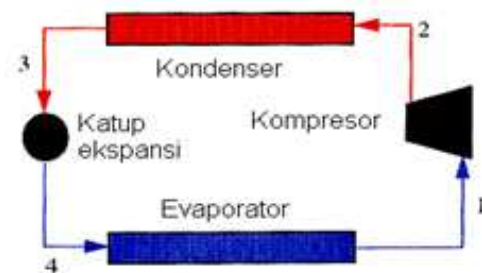 2
3
Kondenser
Katup
ekspansi
Kompresor
Evaporator
1
4